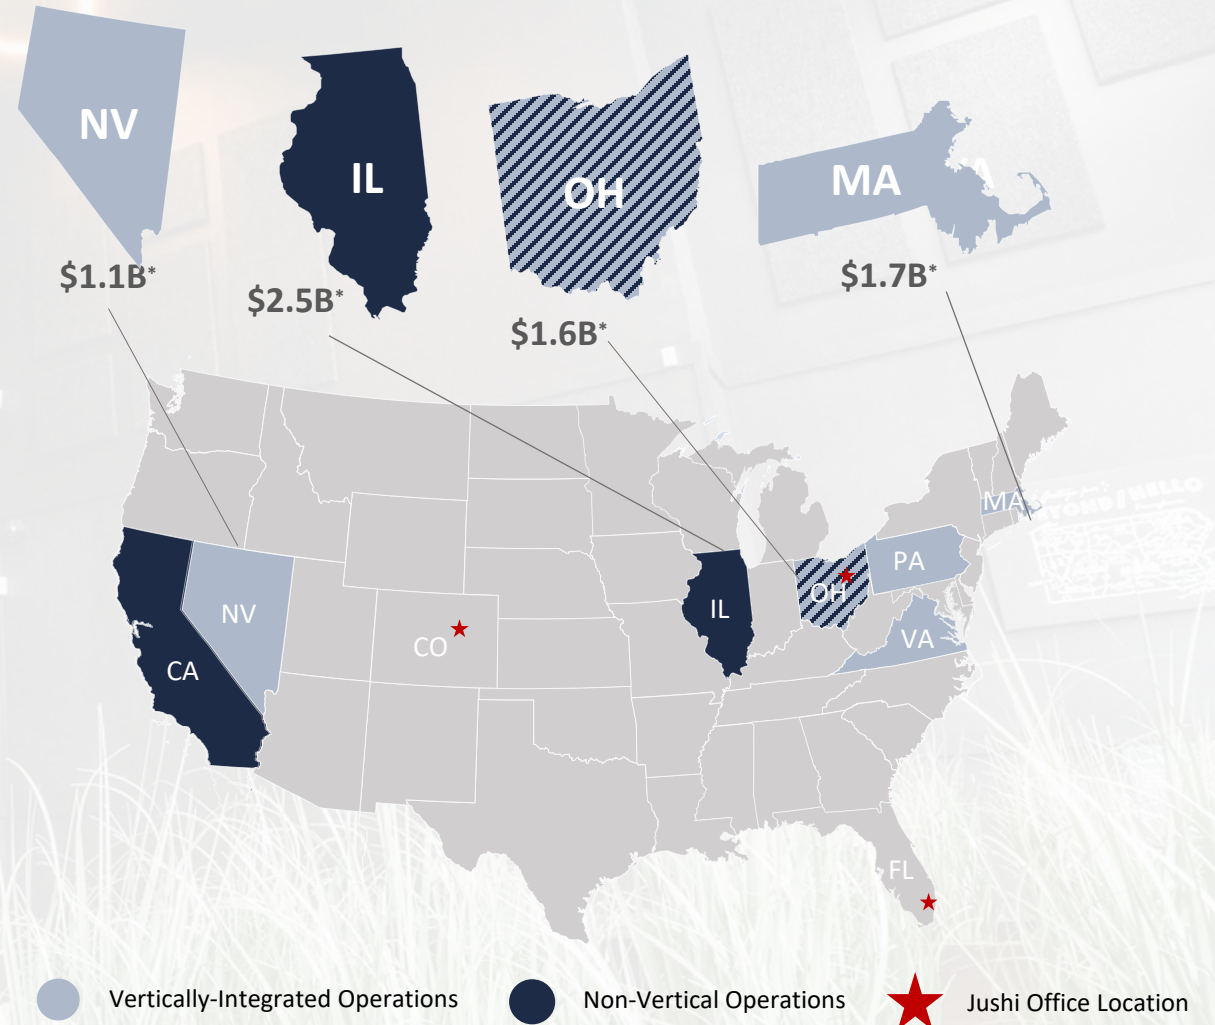 NV
IL
OH
MA
$1.1B*
$2.5B*
$1.6B*
$1.7B*
MA
PA
OH
NV
IL
VA
CO
CA
FL
Vertically-Integrated Operations
Non-Vertical Operations
Jushi Office Location